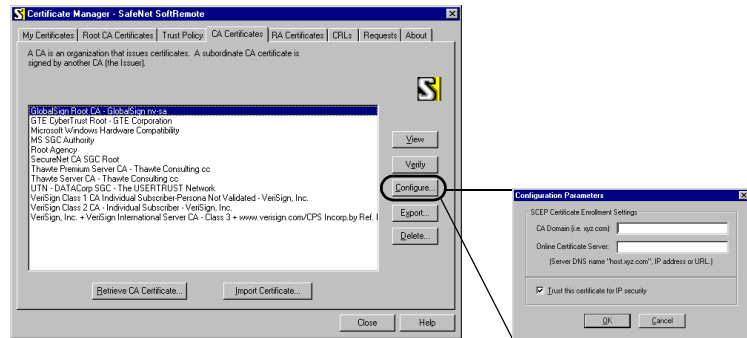 Certificate Manager - SafeNet SoftRemote
My Certificates Root CA Certificates Trust Policy CA Certificates RA Certificates CRLs Requests About
A CA is an organization that issues certificates. A subordinate CA certificate is
signed by another CA (the Issuer).
GlobalSign Root CA - GlobalSign nv-sa
GTE CyberTrust Root - GTE Corporation
Microsoft Windows Hardware Compatibility
MS SGC Authority
Root Agency
SecureNet CA SGC Root
Thawte Premium Server CA - Thawte Consulting cc
Thawte Server CA - Thawte Consulting cc
UTN - DATACorp SGC - The USERTRUST Network
VeriSign Class 1 CA Individual Subscriber-Persona Not Validated - VeriSign, Inc.
VeriSign Class 2 CA - Individual Subscriber - VeriSign, Inc.
VeriSign, Inc. + VeriSign International Server CA - Class 3 + www.verisign.com/CPS Incorp.by Ref. l
View
Verify
Configure...
Export...
Delete...
Retrieve CA Certificate...
Import Certificate...
Close
Help
Configuration Parameters
SCEP Certificate Enrollment Settings
CA Domain (i.e. xyz.com):
Online Certificate Server:
(Server DNS name "host.xyz.com", IP address or URL.)
Trust this certificate for IP security
OK
Cancel